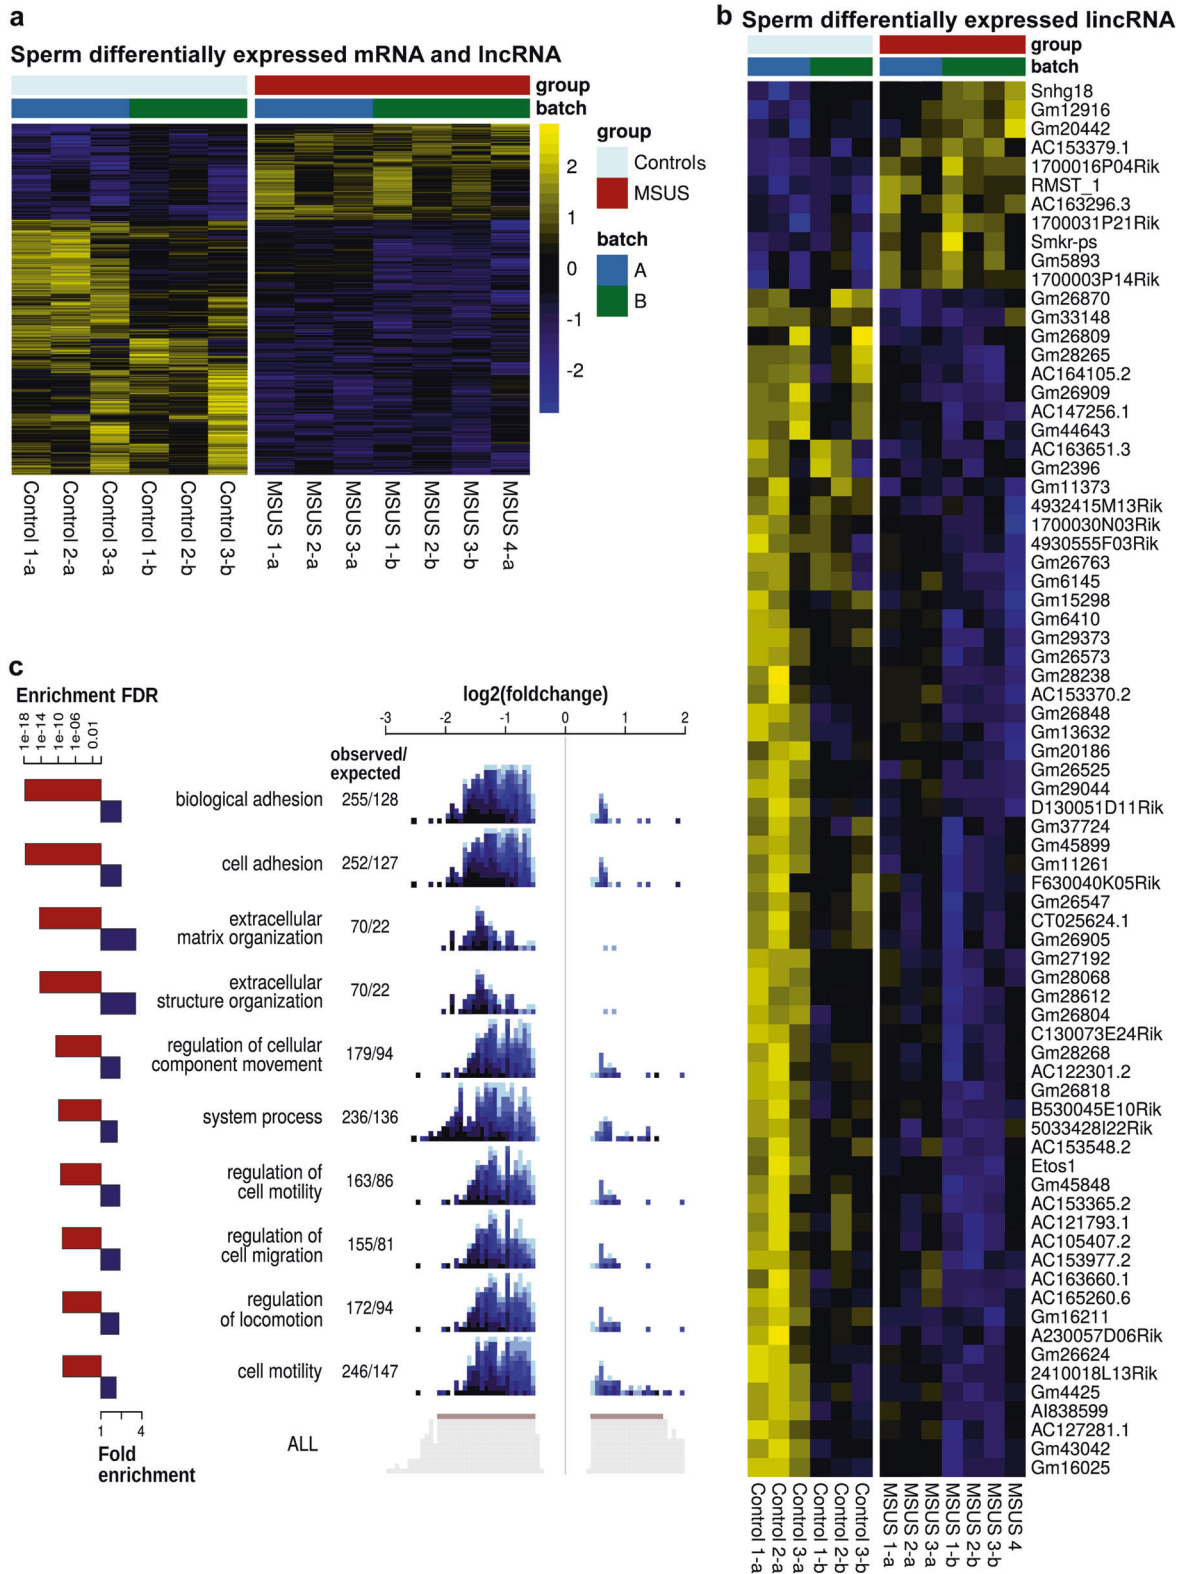 a
Sperm differentially expressed mRNA and lncRNA
group
batch
2
1
0
-1
-2
group
Controls
MSUS
batch
A
B
Control 1-a
Control 2-a
Control 3-a
Control 1-b
Control 2-b
Control 3-b
MSUS 1-a
MSUS 2-a
MSUS 3-a
MSUS 1-b
MSUS 2-b
MSUS 3-b
MSUS 4-a
b
Sperm differentially expressed lincRNA
group
batch
Snhg18
Gm12916
Gm20442
AC153379.1
1700016P04Rik
RMST_1
AC163296.3
1700031P21Rik
Smkr-ps
Gm5893
1700003P14Rik
Gm26870
Gm33148
Gm26809
Gm28265
AC164105.2
Gm26909
AC147256.1
Gm44643
AC163651.3
Gm2396
Gm11373
4932415M13Rik
1700030N03Rik
4930555F03Rik
Gm26763
Gm6145
Gm15298
Gm6410
Gm29373
Gm26573
Gm28238
AC153370.2
Gm26848
Gm13632
Gm20186
Gm26525
Gm29044
D130051D11Rik
Gm37724
Gm45899
Gm11261
F630040K05Rik
Gm26547
CT025624.1
Gm26905
Gm27192
Gm28068
Gm28612
Gm26804
C130073E24Rik
Gm28268
AC122301.2
Gm26818
B530045E10Rik
5033428I22Rik
AC153548.2
Etos1
Gm45848
AC153365.2
AC121793.1
AC105407.2
AC153977.2
AC163660.1
AC165260.6
Gm16211
A230057D06Rik
Gm26624
2410018L13Rik
Gm4425
AI838599
AC127281.1
Gm43042
Gm16025
Control 1-a
Control 2-a
Control 3-a
Control 1-b
Control 2-b
Control 3-b
MSUS 1-a
MSUS 2-a
MSUS 3-a
MSUS 1-b
MSUS 2-b
MSUS 3-b
MSUS 4
c
Enrichment FDR
1e-18
1e-14
1e-10
1e-06
0.01
log2(foldchange)
-3 -2 -1 0 1 2
observed/
expected
biological adhesion 255/128
cell adhesion 252/127
extracellular
matrix organization 70/22
extracellular
structure organization 70/22
regulation of cellular
component movement 179/94
system process 236/136
regulation of
cell motility 163/86
regulation of
cell migration 155/81
regulation
of locomotion 172/94
cell motility 246/147
ALL
1 4
Fold
enrichment